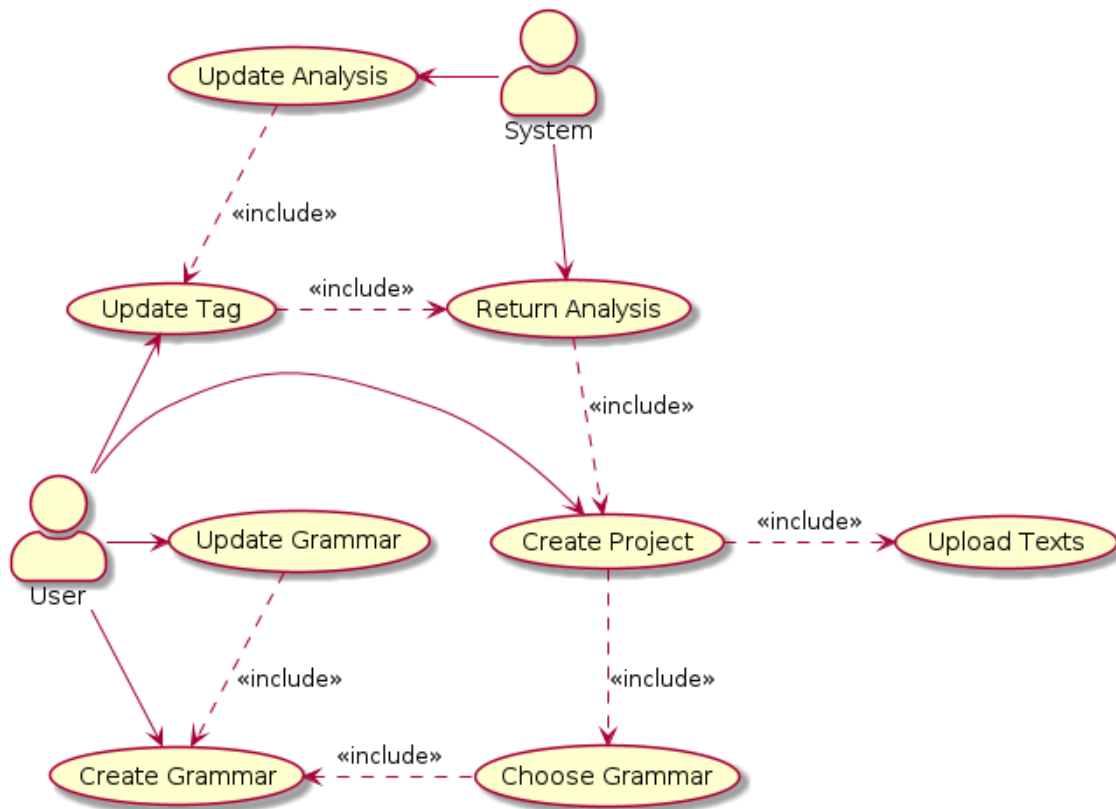 Update Analysis
System
«include»
Update Tag
«include»
Return Analysis
«include»
User
Update Grammar
Create Project
«include»
Upload Texts
«include»
«include»
Create Grammar
«include»
Choose Grammar